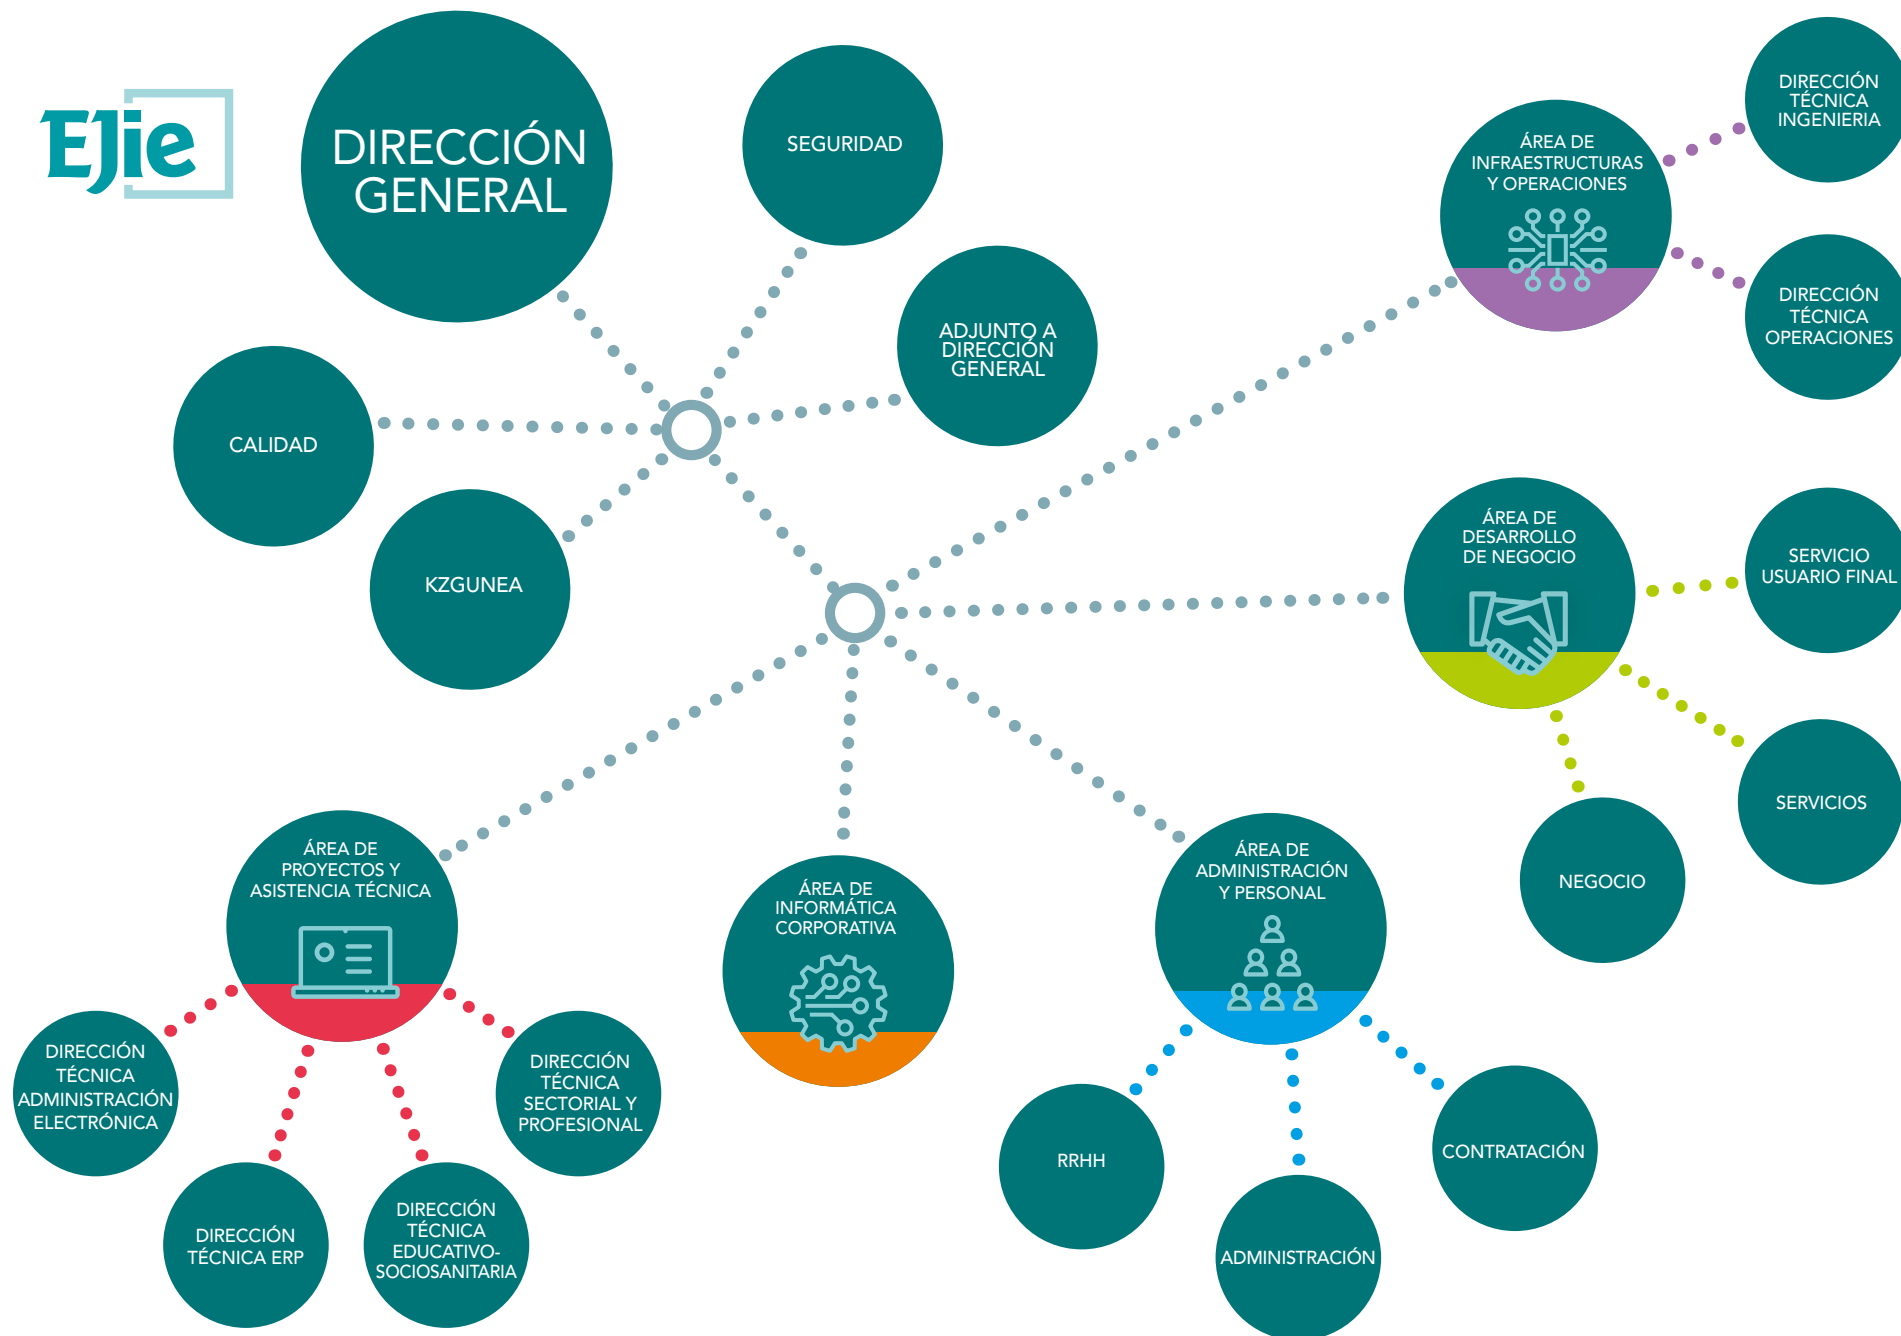 EJie
DIRECCIÓN
GENERAL
SEGURIDAD
ADJUNTO A
DIRECCIÓN
GENERAL
CALIDAD
KZGUNEA
ÁREA DE
INFRAESTRUCTURAS
Y OPERACIONES
DIRECCIÓN
TÉCNICA
INGENIERIA
DIRECCIÓN
TÉCNICA
OPERACIONES
ÁREA DE
DESARROLLO
DE NEGOCIO
SERVICIO
USUARIO FINAL
SERVICIOS
NEGOCIO
ÁREA DE
PROYECTOS Y
ASISTENCIA TÉCNICA
DIRECCIÓN
TÉCNICA
ADMINISTRACIÓN
ELECTRÓNICA
DIRECCIÓN
TÉCNICA ERP
DIRECCIÓN
TÉCNICA
EDUCATIVO-
SOCIOSANITARIA
DIRECCIÓN
TÉCNICA
SECTORIAL Y
PROFESIONAL
ÁREA DE
INFORMÁTICA
CORPORATIVA
ÁREA DE
ADMINISTRACIÓN
Y PERSONAL
RRHH
ADMINISTRACIÓN
CONTRATACIÓN